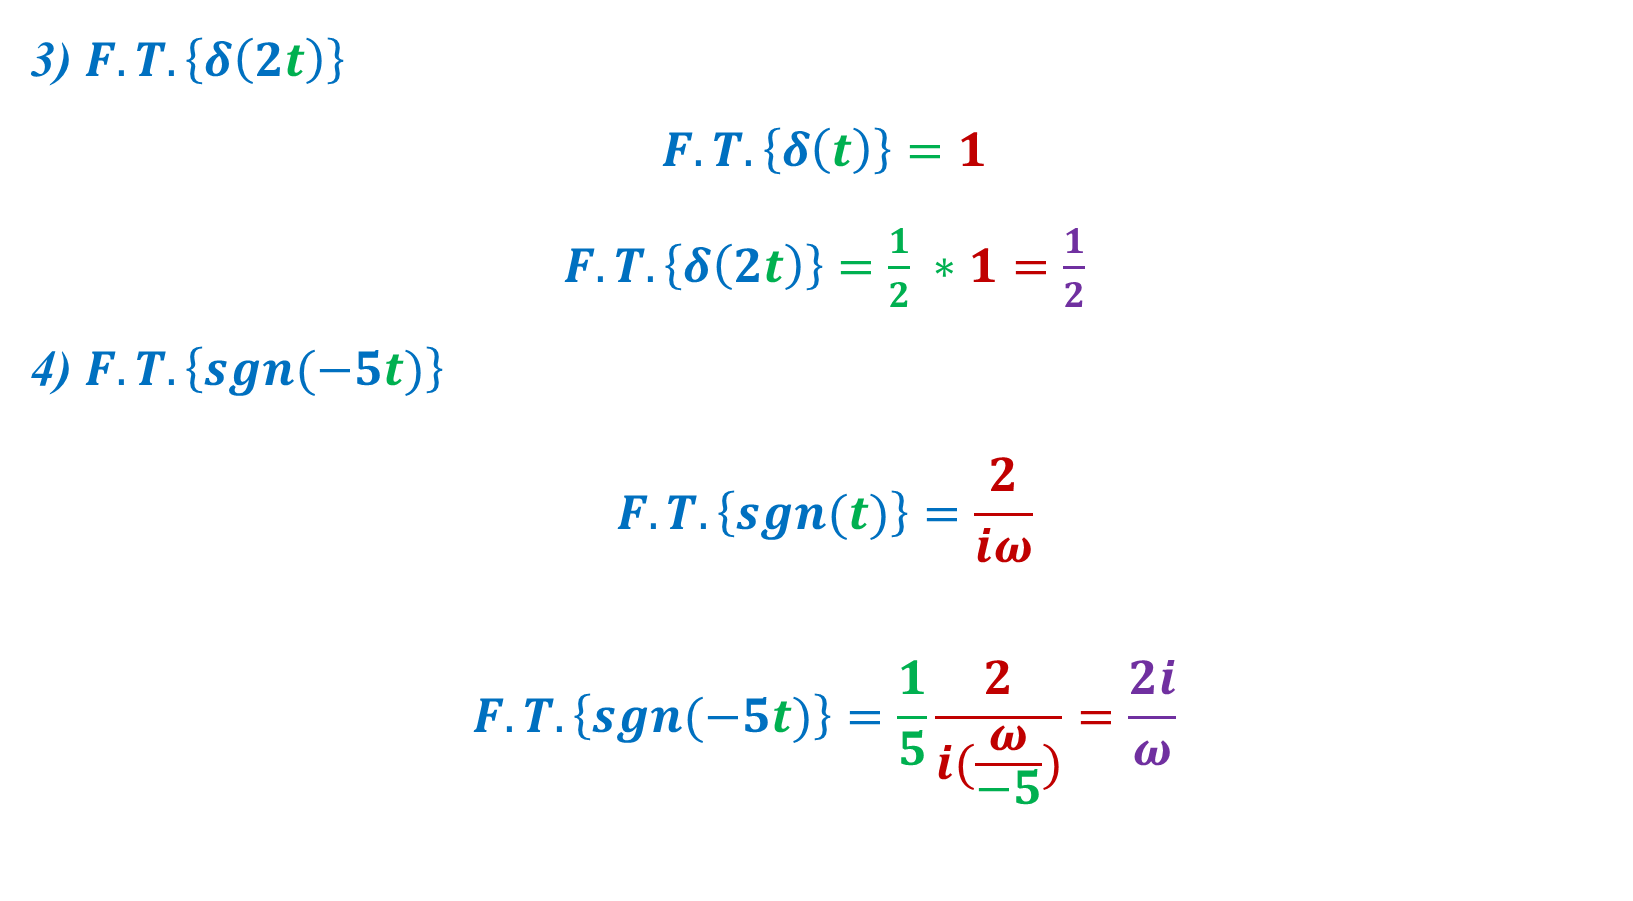 3) F.T.{δ(2t)}
F.T.{δ(t)} = 1
F.T.{δ(2t)} = 1/2 * 1 = 1/2
4) F.T.{sgn(−5t)}
F.T.{sgn(t)} = 2/iω
F.T.{sgn(−5t)} = 1/5 2/i(ω/−5) = 2i/ω